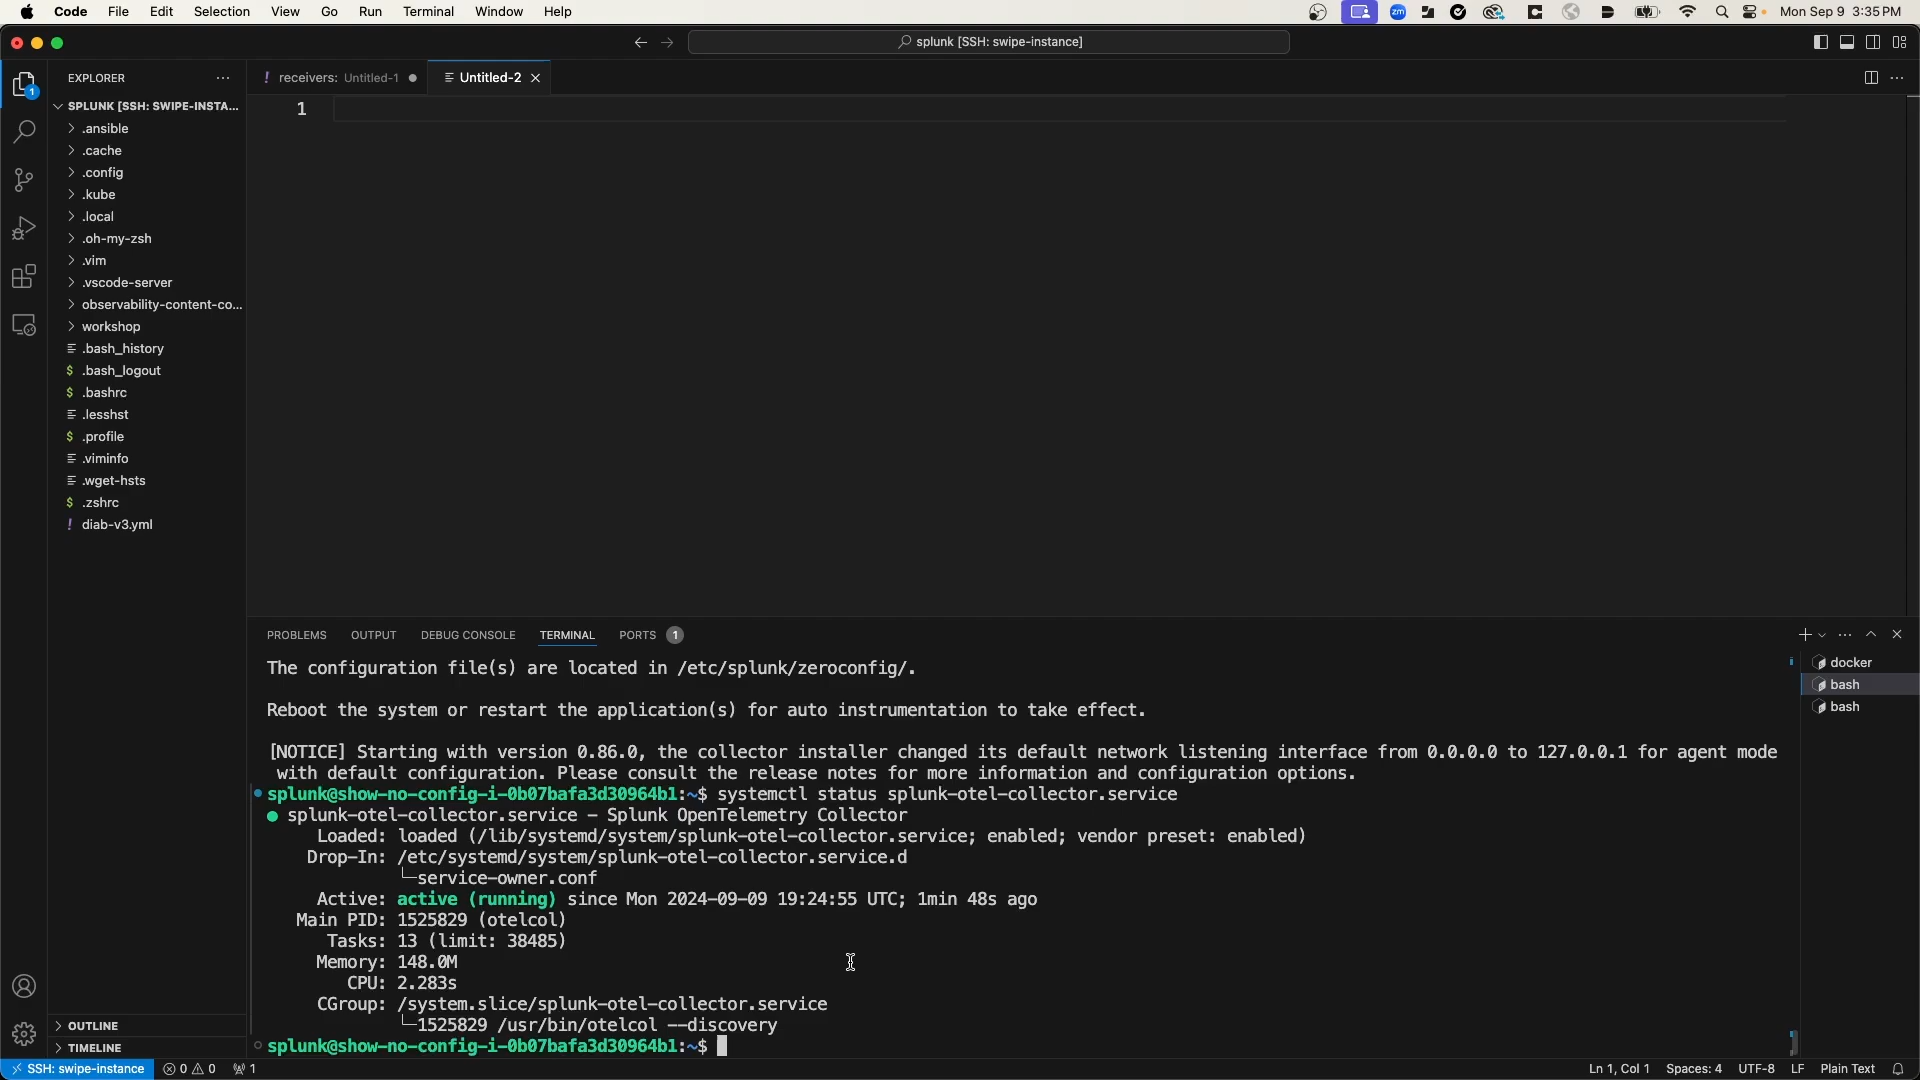 Code File Edit Selection View Go Run Terminal Window Help
zm
Mon Sep 9 3:35 PM
splunk [SSH: swipe-instance]
EXPLORER
receivers: Untitled-1
Untitled-2
1
SPLUNK [SSH: SWIPE-INSTA...
1
.ansible
.cache
.config
.kube
.local
.oh-my-zsh
.vim
.vscode-server
observability-content-co...
workshop
.bash_history
$ .bash_logout
$ .bashrc
.lesshst
$ .profile
.viminfo
.wget-hsts
$ .zshrc
! diab-v3.yml
OUTLINE
TIMELINE
PROBLEMS OUTPUT DEBUG CONSOLE TERMINAL PORTS 1
docker
bash
bash
The configuration file(s) are located in /etc/splunk/zeroconfig/.
Reboot the system or restart the application(s) for auto instrumentation to take effect.
[NOTICE] Starting with version 0.86.0, the collector installer changed its default network listening interface from 0.0.0.0 to 127.0.0.1 for agent mode
with default configuration. Please consult the release notes for more information and configuration options.
splunk@show-no-config-i-0b07bafa3d30964b1:~$ systemctl status splunk-otel-collector.service
● splunk-otel-collector.service – Splunk OpenTelemetry Collector
Loaded: loaded (/lib/systemd/system/splunk-otel-collector.service; enabled; vendor preset: enabled)
Drop-In: /etc/systemd/system/splunk-otel-collector.service.d
└─service-owner.conf
Active: active (running) since Mon 2024-09-09 19:24:55 UTC; 1min 48s ago
Main PID: 1525829 (otelcol)
Tasks: 13 (limit: 38485)
Memory: 148.0M
CPU: 2.283s
CGroup: /system.slice/splunk-otel-collector.service
└─1525829 /usr/bin/otelcol --discovery
splunk@show-no-config-i-0b07bafa3d30964b1:~$
SSH: swipe-instance 0 0 1
Ln 1, Col 1 Spaces: 4 UTF-8 LF Plain Text